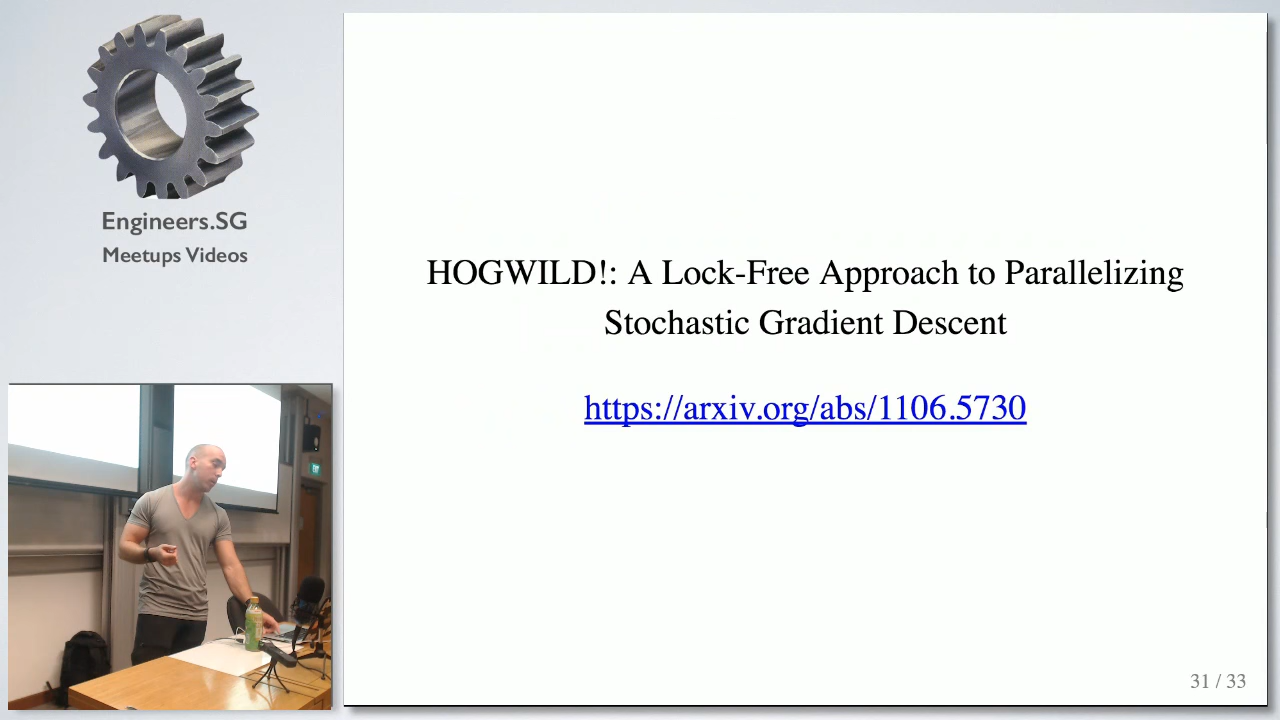 Engineers.SG
Meetups Videos
HOGWILD!: A Lock-Free Approach to Parallelizing
Stochastic Gradient Descent
https://arxiv.org/abs/1106.5730
31 / 33